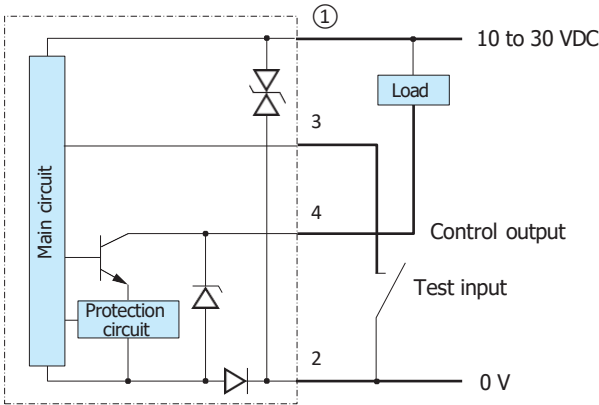 ①
10 to 30 VDC
Load
3
Main circuit
4
Control output
Test input
Protection
circuit
2
0 V